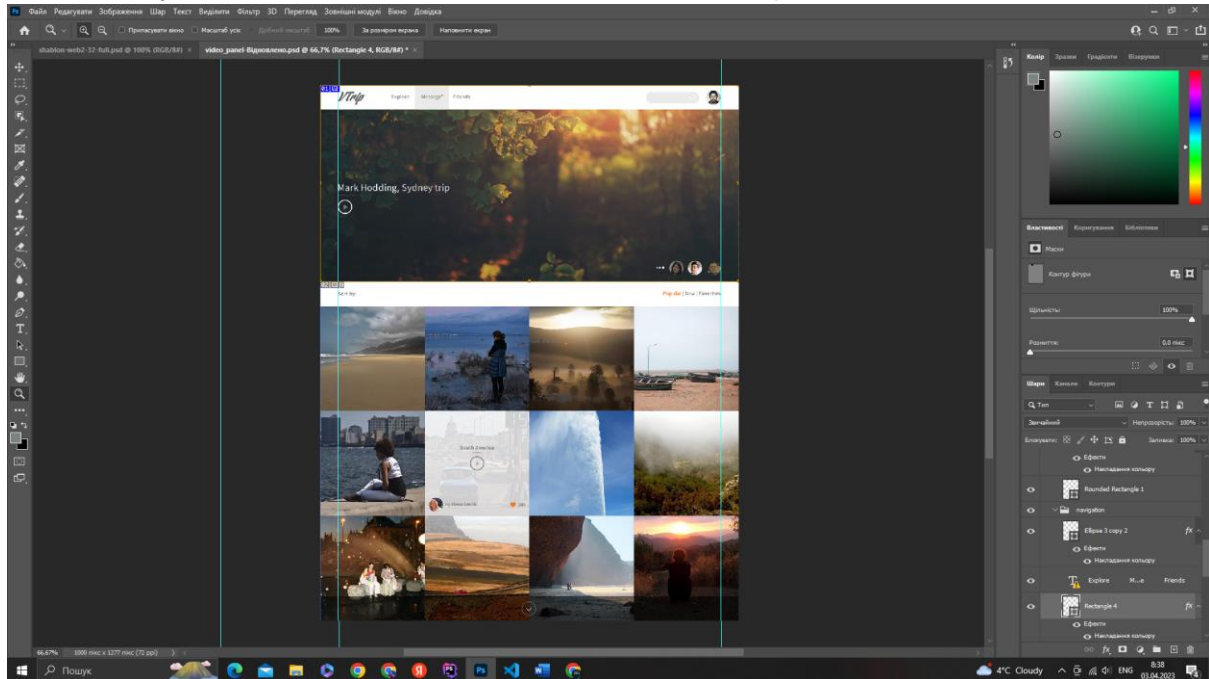 Файл Редагувати Зображення Шар Текст Виділити Фільтр 3D Перегляд Зовнішні модулі Вікно Довідка
Припасувати вікно Масштаб усіх Дрібний масштаб 100% За розміром екрана Наповнити екран
shablon-web2-32-full.psd @ 100% (RGB/8#) × video_panel-Відновлено.psd @ 66,7% (Rectangle 4, RGB/8#) * ×
Колір Зразки Градієнти Візерунки
VTrip Explore Message Friends
Mark Hodding, Sydney trip
Sort by
Popular
South America
Властивості Коригування Бібліотеки
Маски
Контур фігури
Щільність: 100%
Розмиття: 0,0 пікс
Шари Канали Контури
Тип
Звичайний Непрозорість: 100%
Блокувати: Заливка: 100%
Ефекти
Накладання кольору
Rounded Rectangle 1
navigation
Ellipse 3 copy 2 fx
Ефекти
Накладання кольору
Explore M...e Friends
Rectangle 4 fx
Ефекти
Накладання кольору
66,67% 1000 пікс x 1277 пікс (72 ppi)
Пошук
4°C Cloudy ENG 8:38
03.04.2023